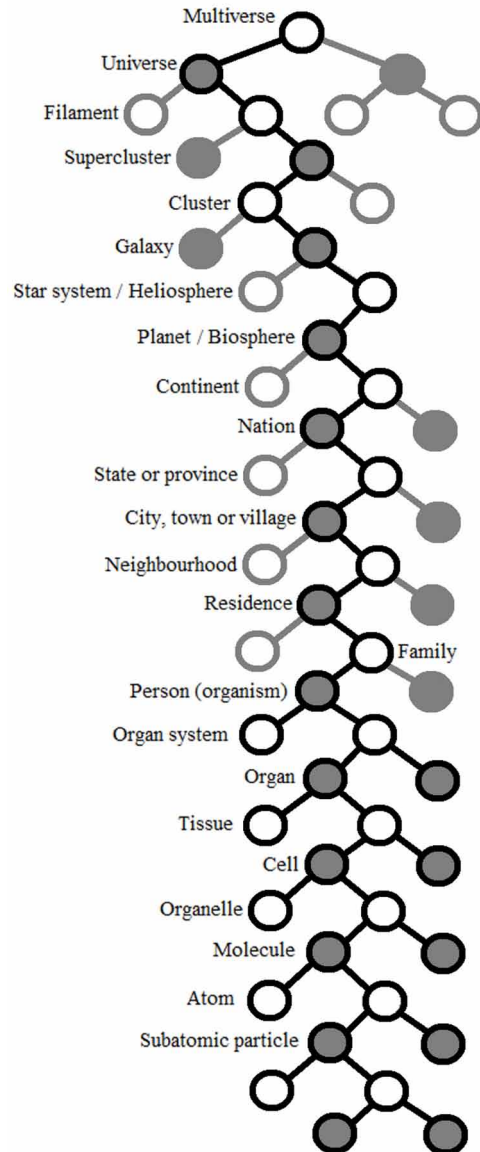 Multiverse
Universe
Filament
Supercluster
Cluster
Galaxy
Star system / Heliosphere
Planet / Biosphere
Continent
Nation
State or province
City, town or village
Neighbourhood
Residence
Family
Person (organism)
Organ system
Organ
Tissue
Cell
Organelle
Molecule
Atom
Subatomic particle